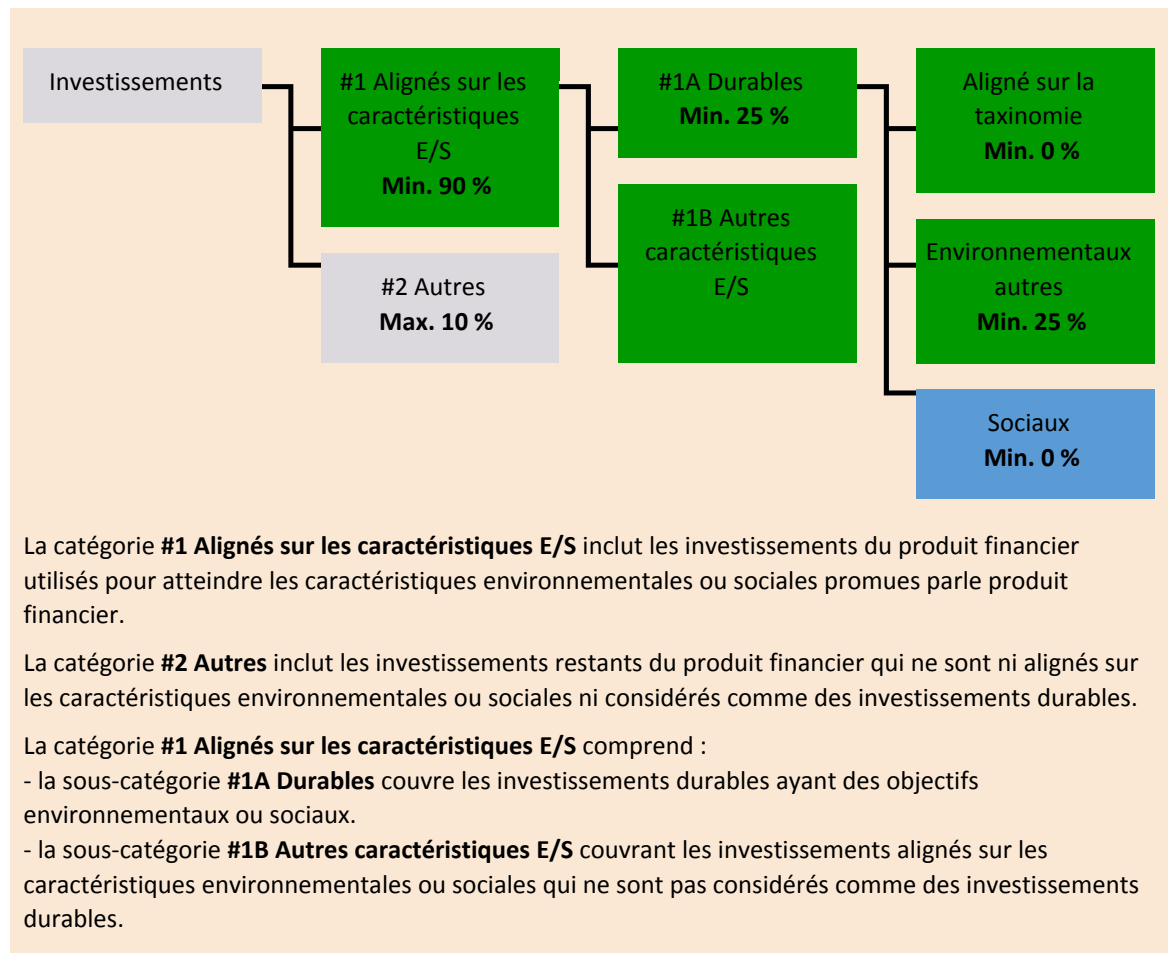 Investissements
#1 Alignés sur les
caractéristiques
E/S
Min. 90 %
#2 Autres
Max. 10 %
#1A Durables
Min. 25 %
#1B Autres
caractéristiques
E/S
Aligné sur la
taxinomie
Min. 0 %
Environnementaux
autres
Min. 25 %
Sociaux
Min. 0 %
La catégorie #1 Alignés sur les caractéristiques E/S inclut les investissements du produit financier
utilisés pour atteindre les caractéristiques environnementales ou sociales promues parle produit
financier.
La catégorie #2 Autres inclut les investissements restants du produit financier qui ne sont ni alignés sur
les caractéristiques environnementales ou sociales ni considérés comme des investissements durables.
La catégorie #1 Alignés sur les caractéristiques E/S comprend :
- la sous-catégorie #1A Durables couvre les investissements durables ayant des objectifs
environnementaux ou sociaux.
- la sous-catégorie #1B Autres caractéristiques E/S couvrant les investissements alignés sur les
caractéristiques environnementales ou sociales qui ne sont pas considérés comme des investissements
durables.